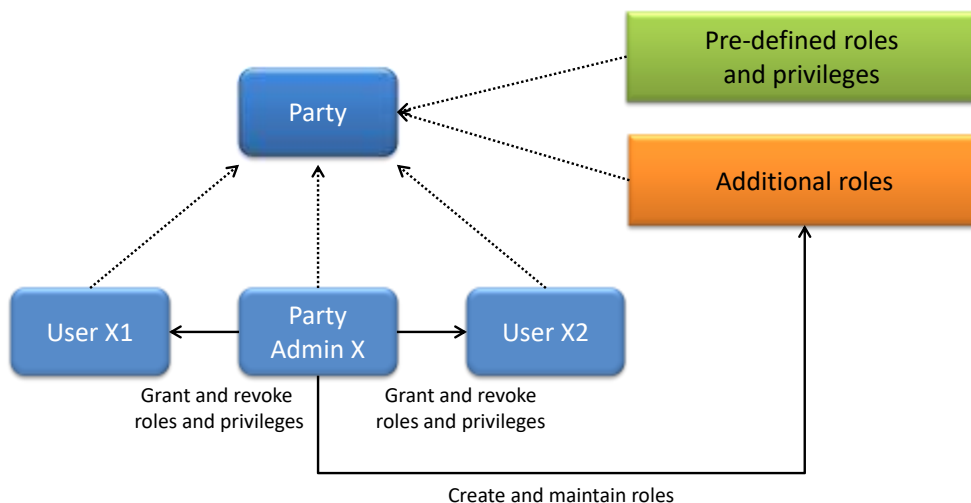 Pre-defined roles
and privileges
Party
Additional roles
User X1
Party
Admin X
User X2
Grant and revoke
roles and privileges
Grant and revoke
roles and privileges
Create and maintain roles